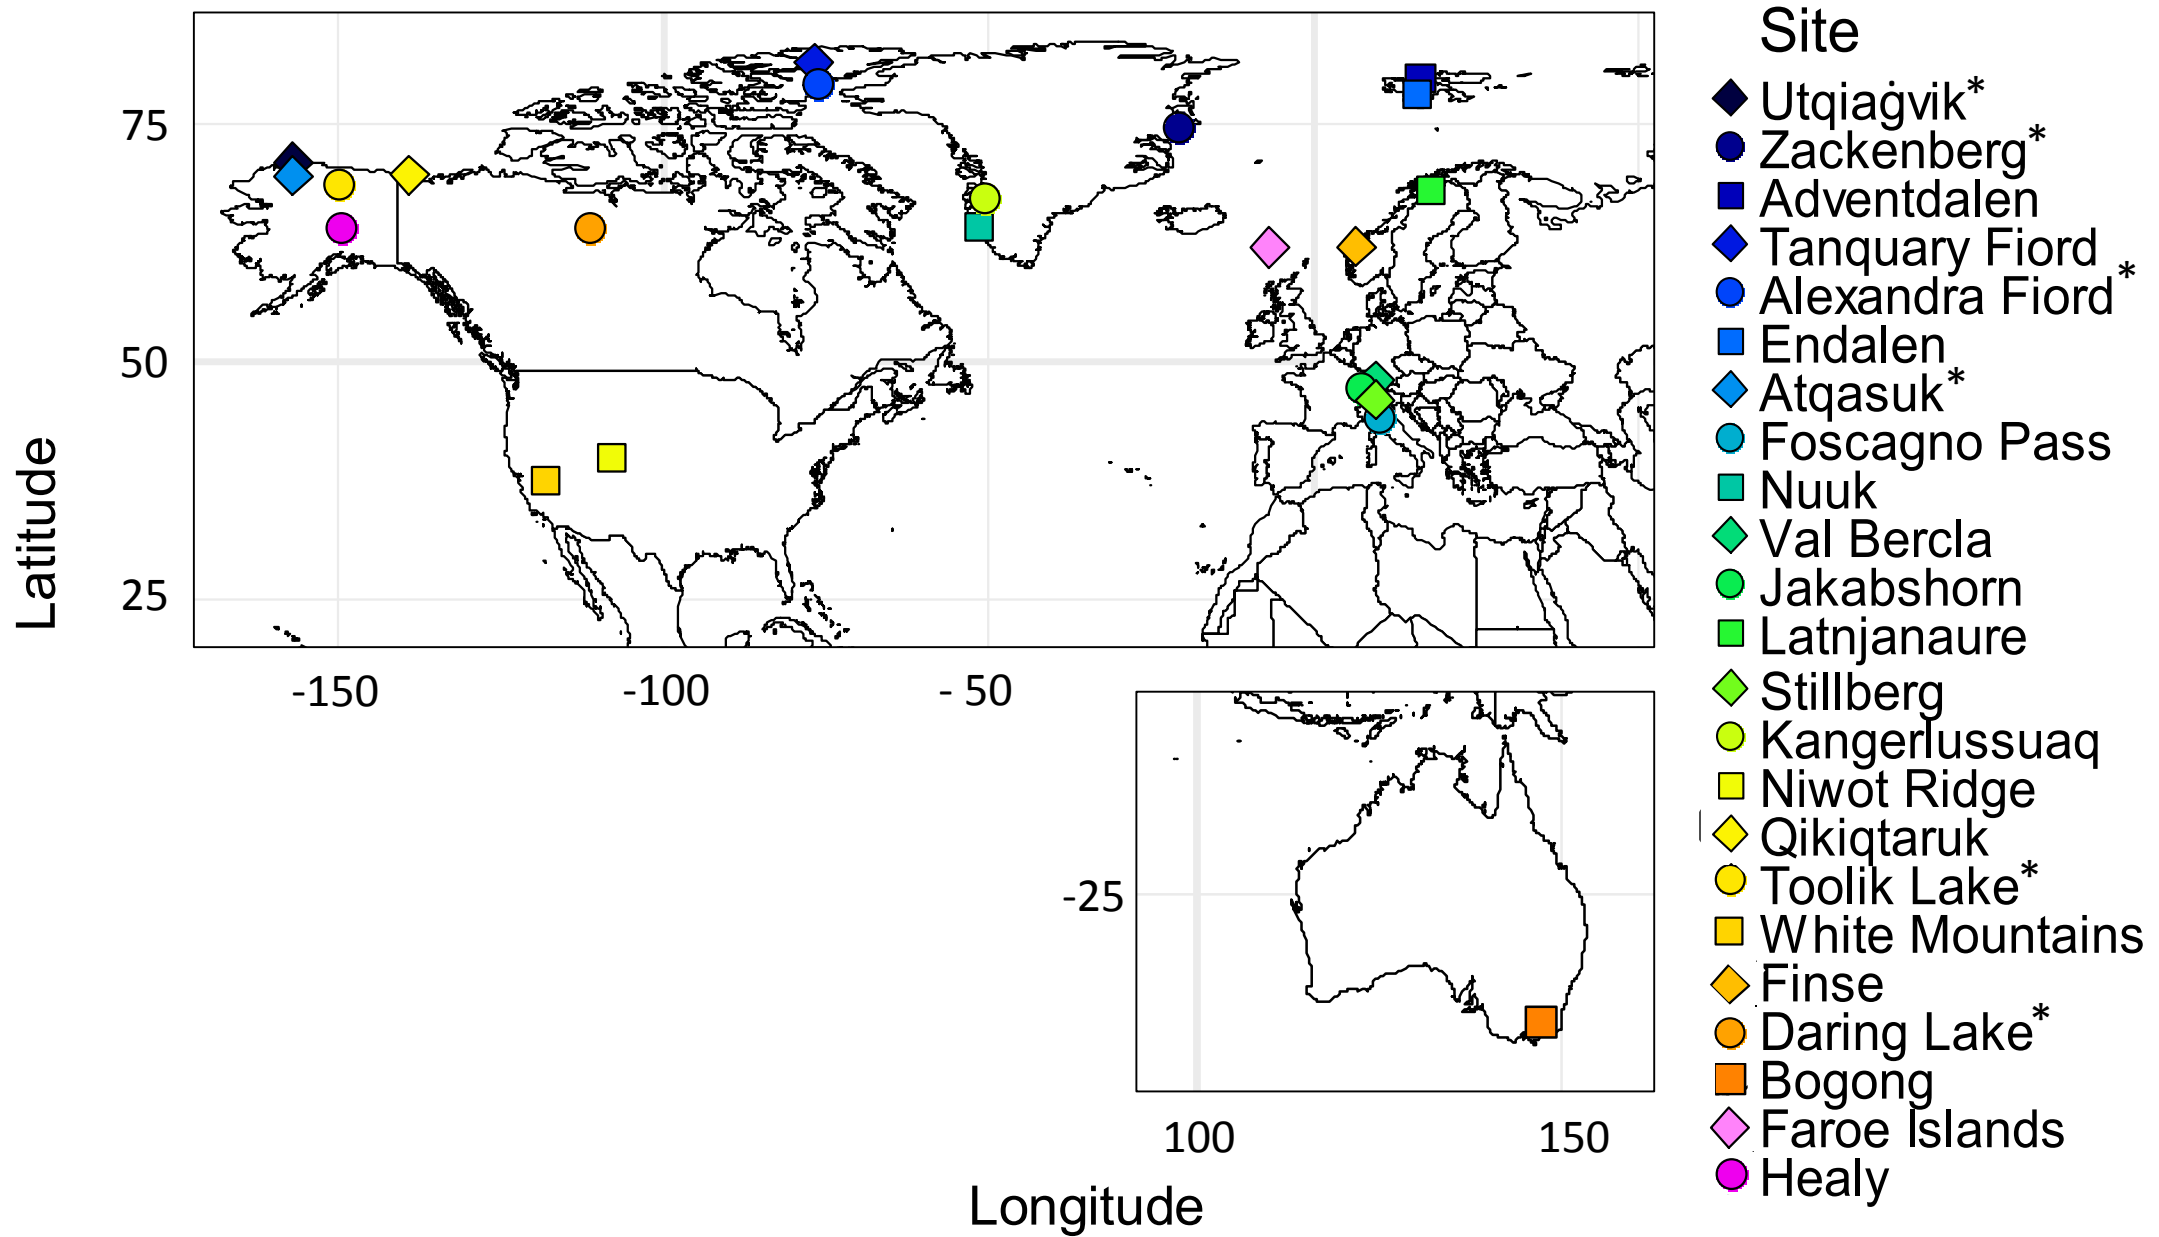 Site
Utqiaġvik*
Zackenberg*
Adventdalen
Tanquary Fiord
Alexandra Fiord*
Endalen
Atqasuk*
Foscagno Pass
Nuuk
Val Bercla
Jakabshorn
Latnjanaure
Stillberg
Kangerlussuaq
Niwot Ridge
Qikiqtaruk
Toolik Lake*
White Mountains
Finse
Daring Lake*
Bogong
Faroe Islands
Healy
Latitude
75
50
25
-150 -100 - 50
-25
100 150
Longitude